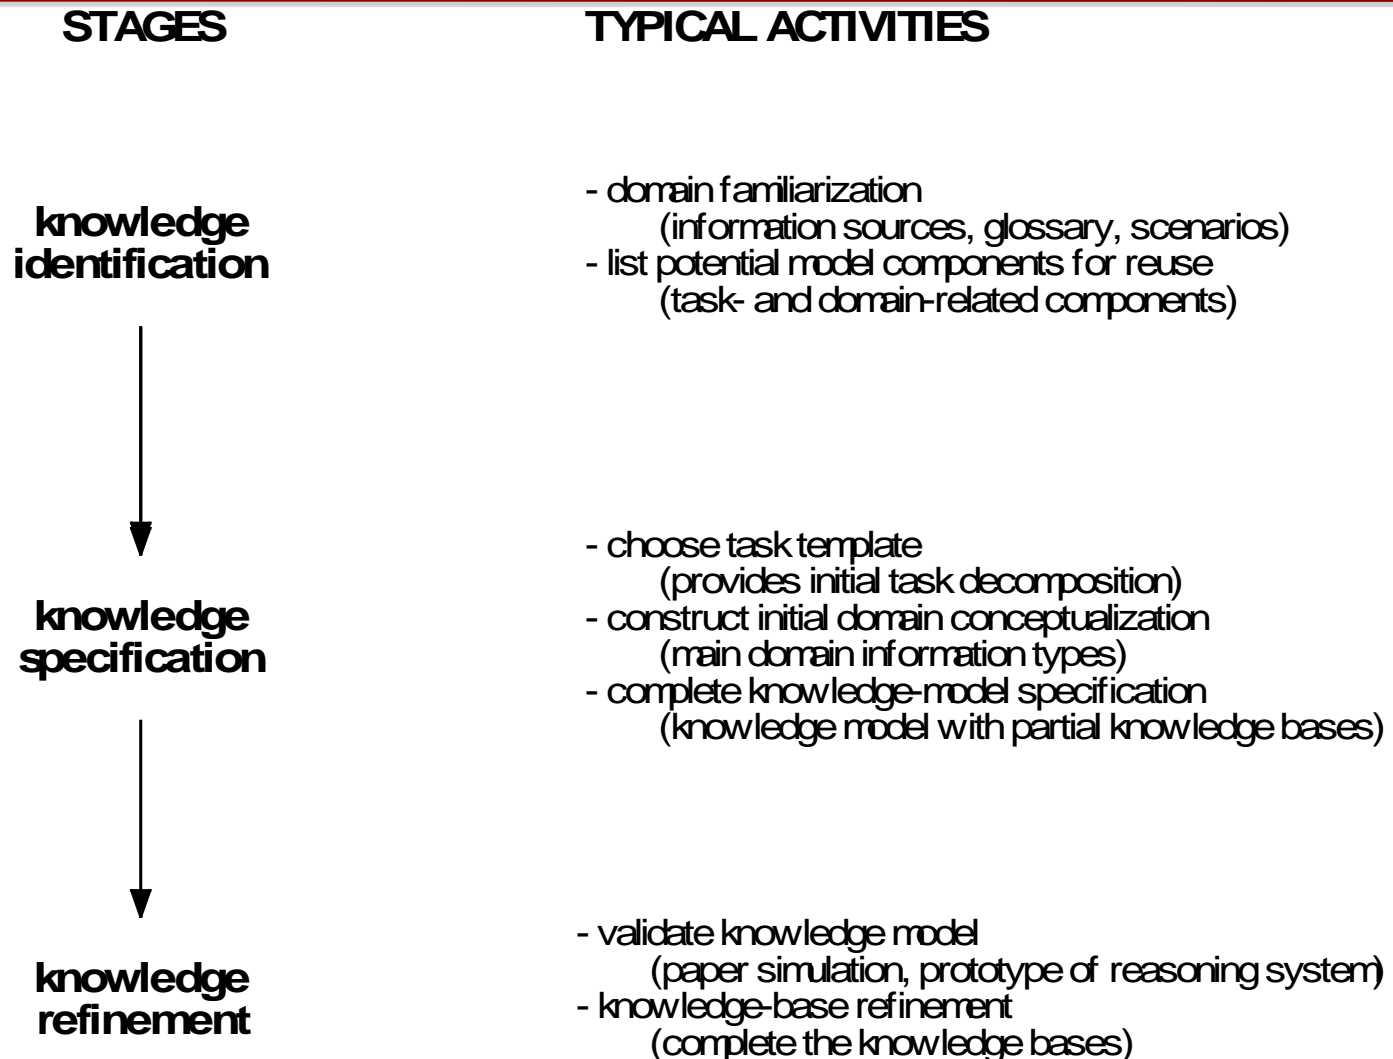 STAGES TYPICAL ACTIVITIES
knowledge
identification
- domain familiarization
(information sources, glossary, scenarios)
- list potential model components for reuse
(task- and domain-related components)
knowledge
specification
- choose task template
(provides initial task decomposition)
- construct initial domain conceptualization
(main domain information types)
- complete knowledge-model specification
(knowledge model with partial knowledge bases)
knowledge
refinement
- validate knowledge model
(paper simulation, prototype of reasoning system)
- knowledge-base refinement
(complete the knowledge bases)